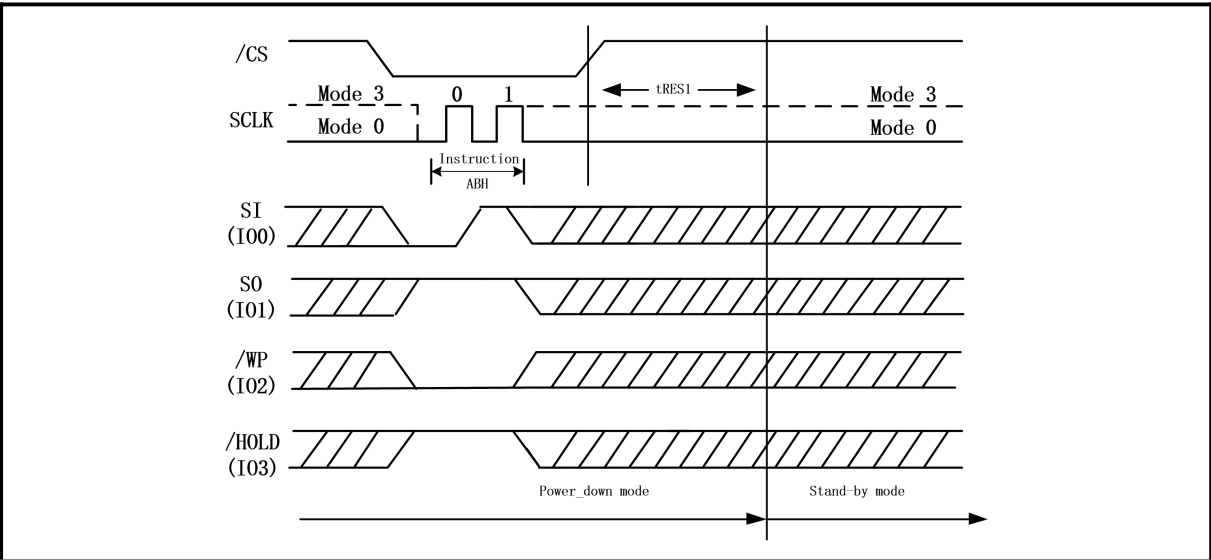 /CS
tRES1
Mode 3 0 1 Mode 3
SCLK
Mode 0 Mode 0
Instruction
ABH
SI
(IO0)
SO
(IO1)
/WP
(IO2)
/HOLD
(IO3)
Power_down mode Stand-by mode